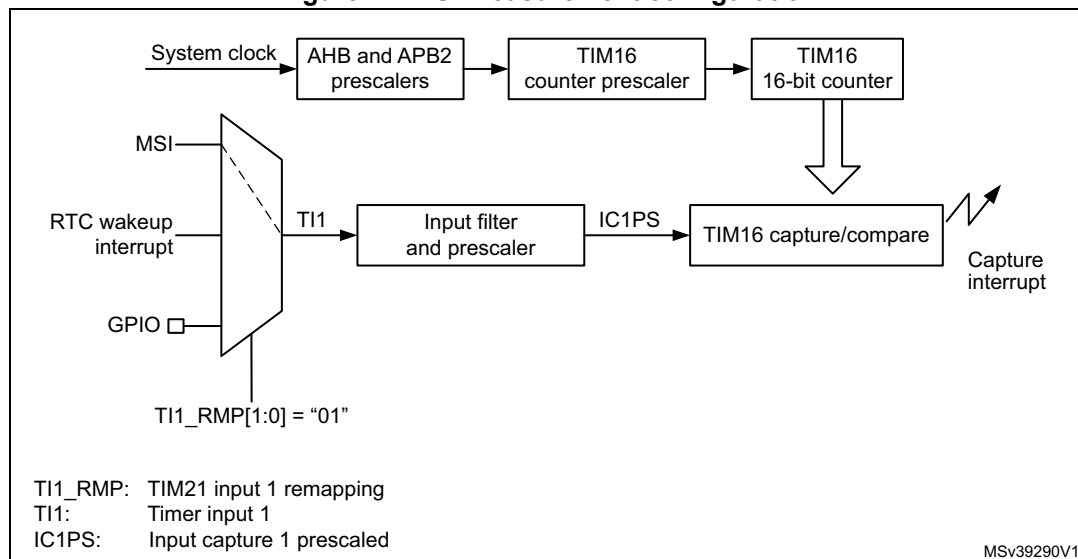 System clock
AHB and APB2
prescalers
TIM16
counter prescaler
TIM16
16-bit counter
MSI
RTC wakeup
interrupt
GPIO
TI1
Input filter
and prescaler
IC1PS
TIM16 capture/compare
Capture
interrupt
TI1_RMP[1:0] = “01”
TI1_RMP: TIM21 input 1 remapping
TI1: Timer input 1
IC1PS: Input capture 1 prescaled
MSv39290V1